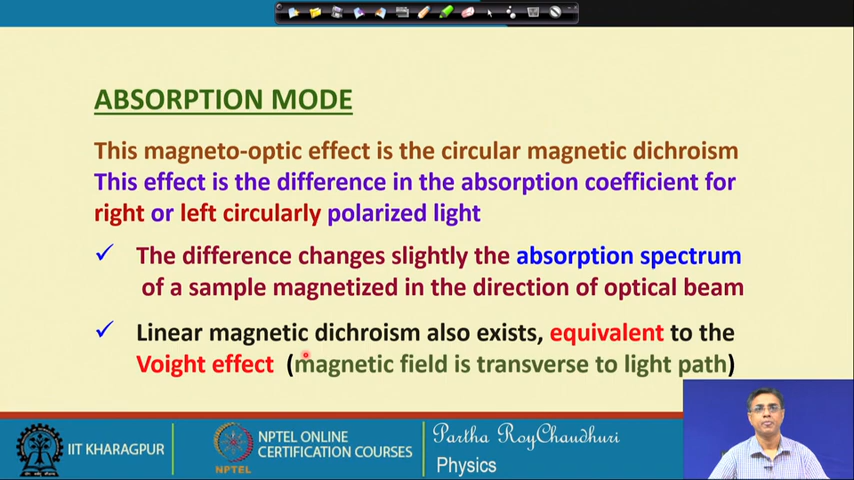 ABSORPTION MODE
This magneto-optic effect is the circular magnetic dichroism
This effect is the difference in the absorption coefficient for
right or left circularly polarized light
✓ The difference changes slightly the absorption spectrum
of a sample magnetized in the direction of optical beam
✓ Linear magnetic dichroism also exists, equivalent to the
Voight effect (magnetic field is transverse to light path)
IIT KHARAGPUR
NPTEL
NPTEL ONLINE
CERTIFICATION COURSES
Partha RoyChaudhuri
Physics